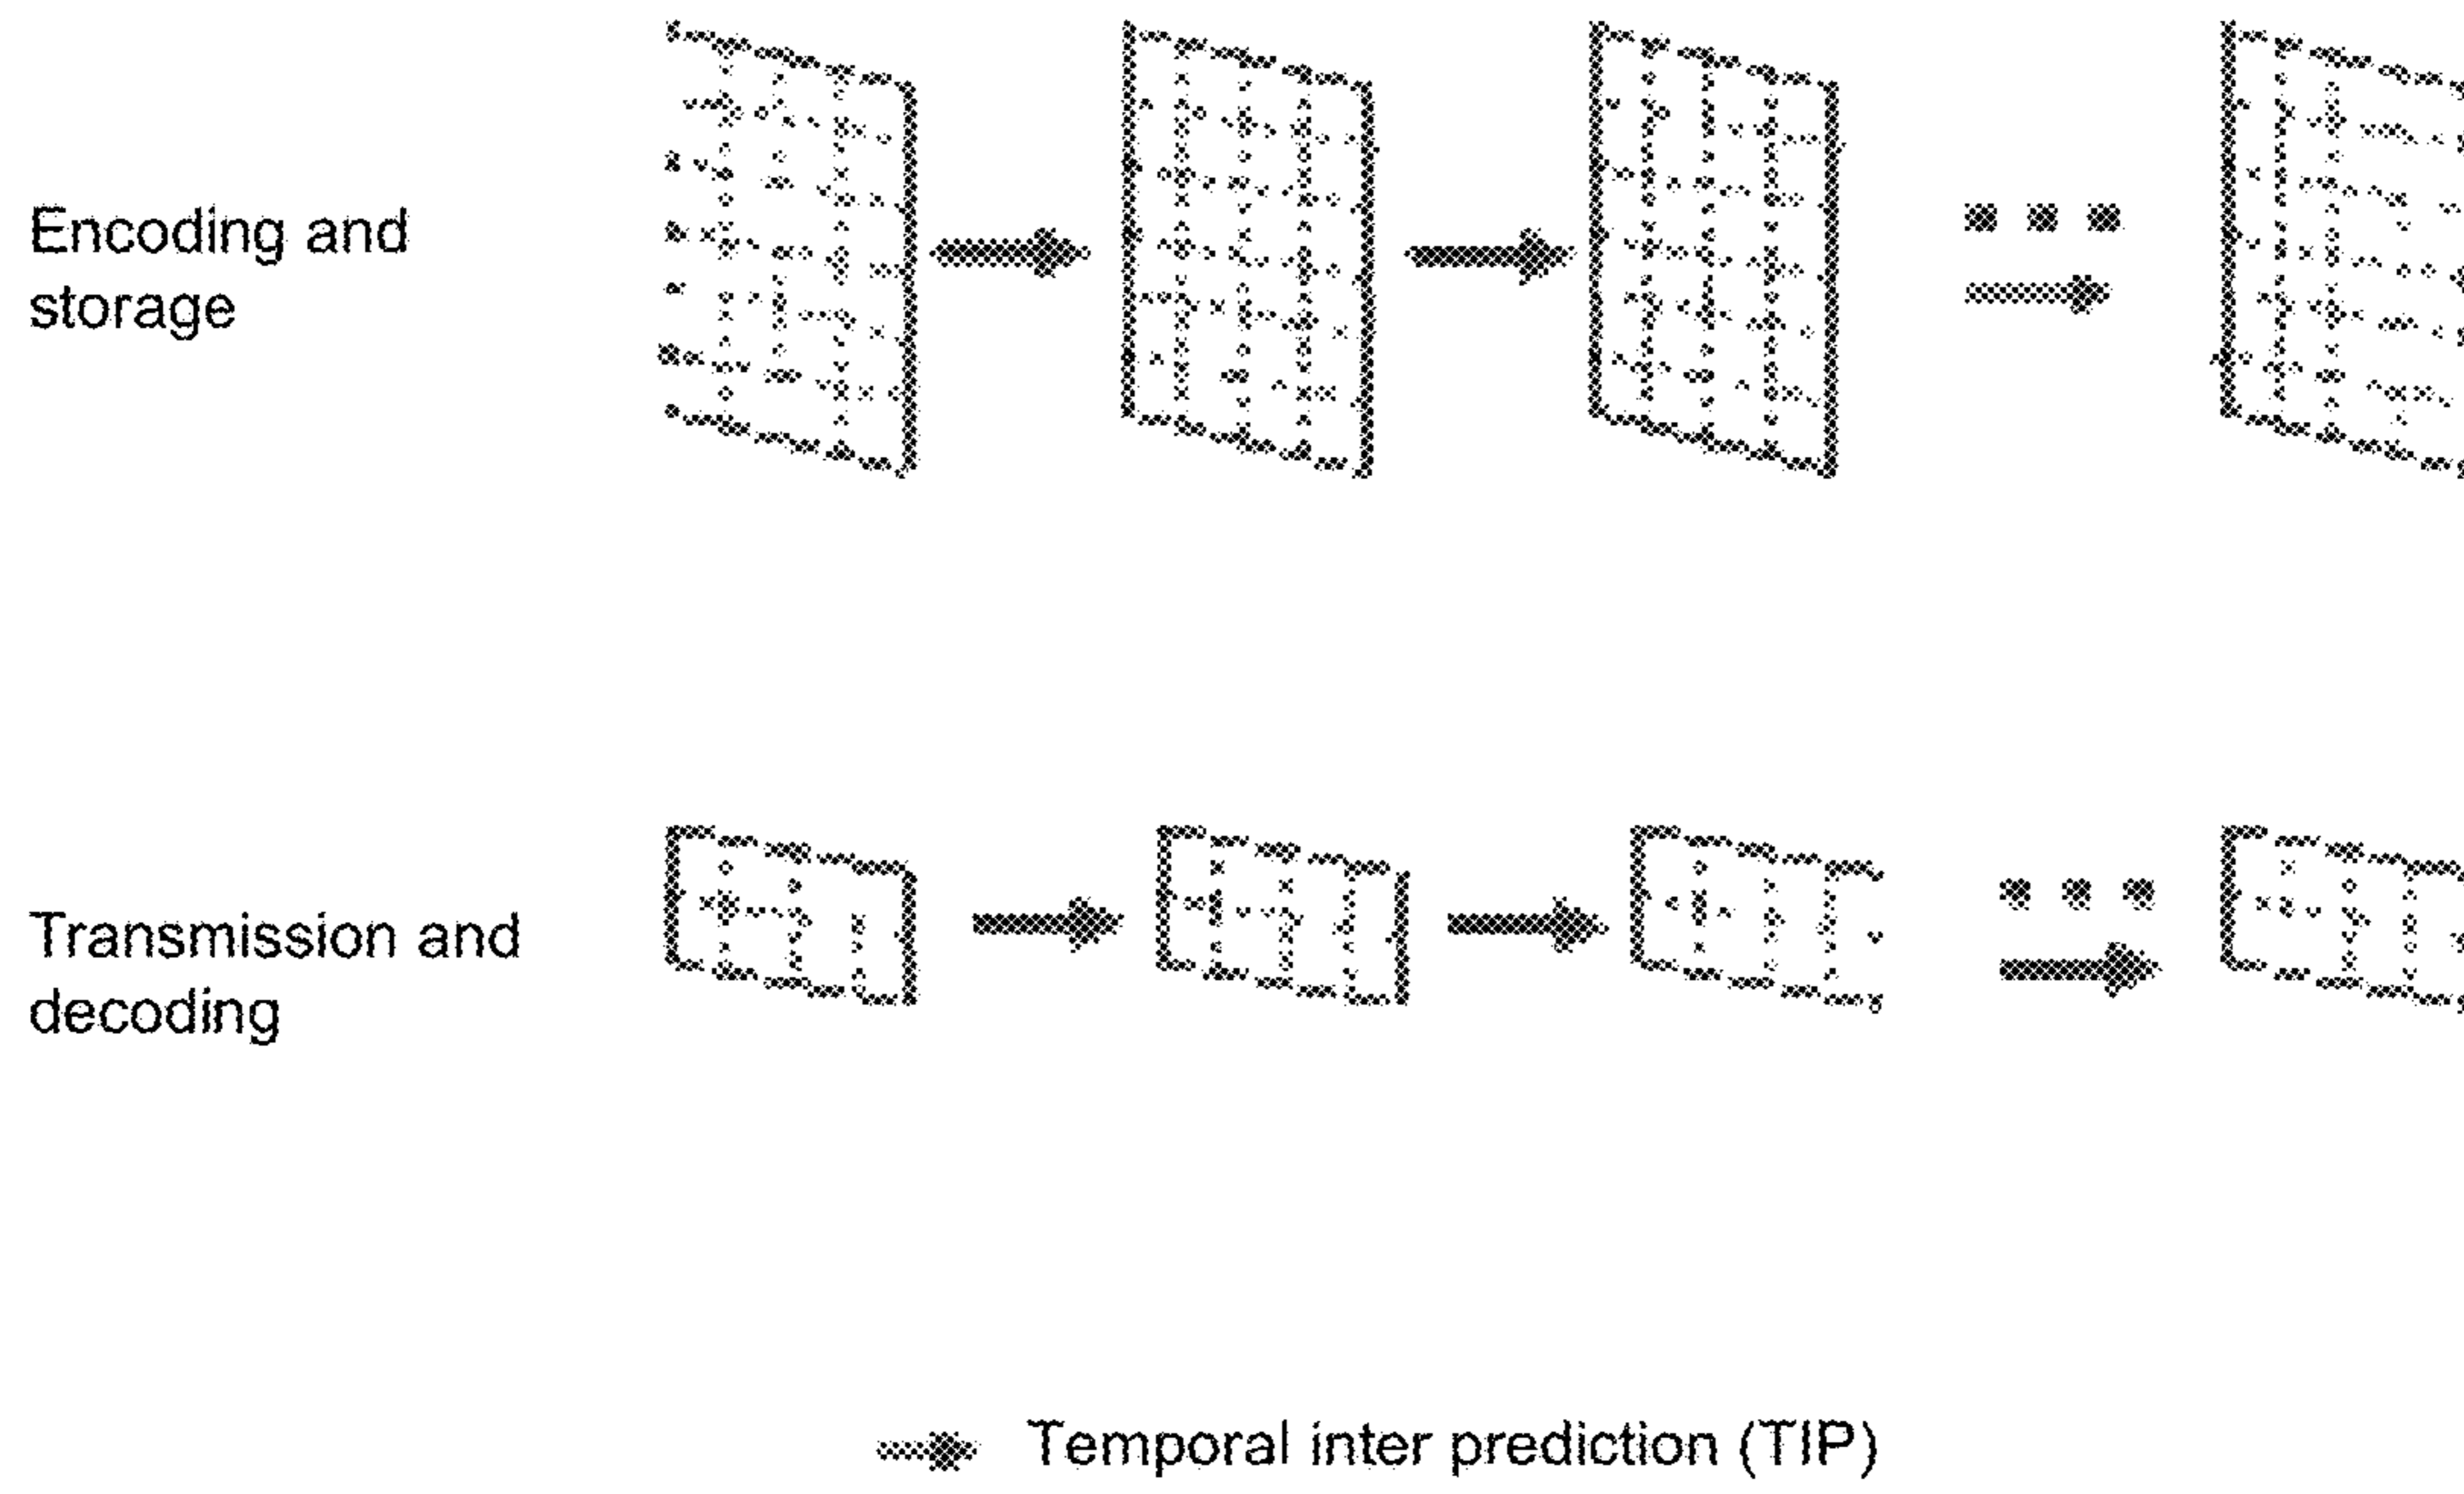 Encoding and
storage
Transmission and
decoding
Temporal inter prediction (TIP)